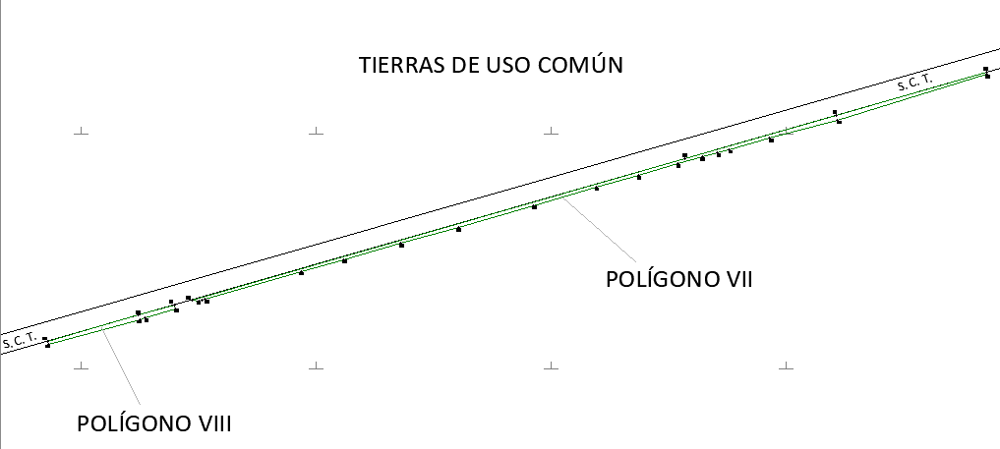 TIERRAS DE USO COMÚN
S. C. T.
POLÍGONO VII
S. C. T.
POLÍGONO VIII